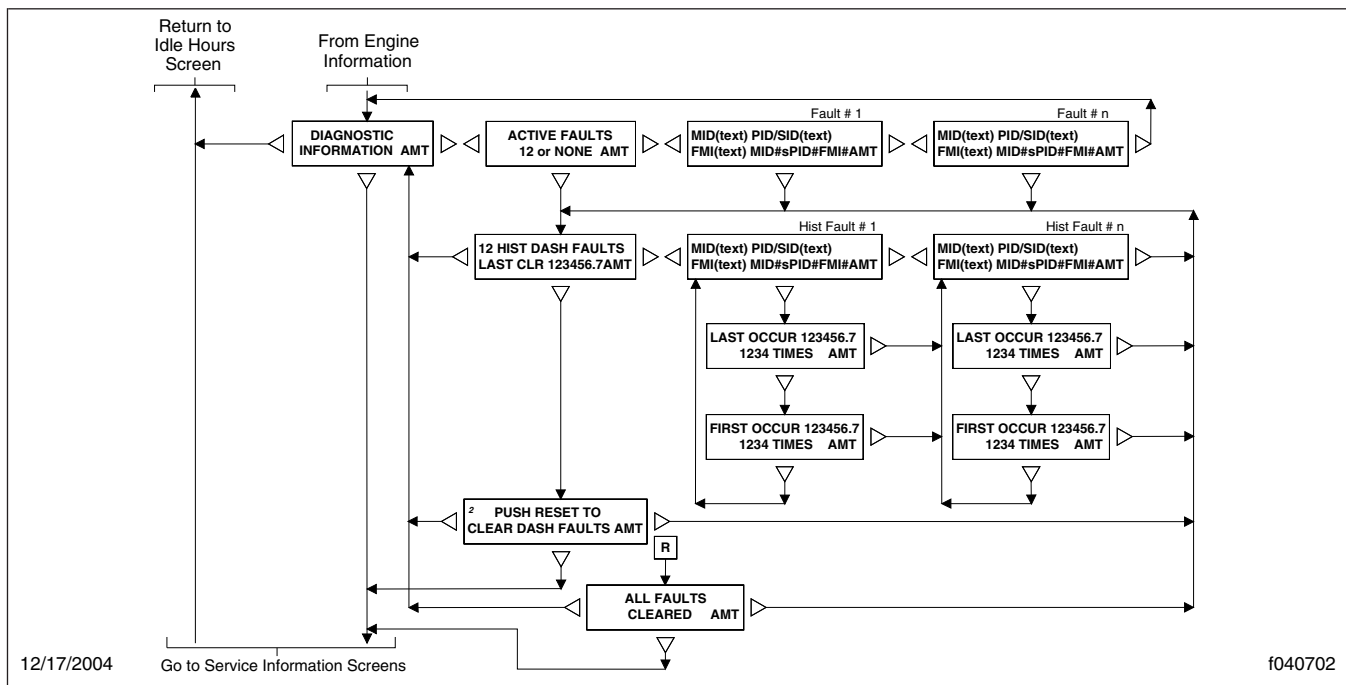 Return to
Idle Hours
Screen
From Engine
Information
Fault # 1
Fault # n
DIAGNOSTIC
INFORMATION AMT
ACTIVE FAULTS
12 or NONE AMT
MID(text) PID/SID(text)
FMI(text) MID#sPID#FMI#AMT
MID(text) PID/SID(text)
FMI(text) MID#sPID#FMI#AMT
Hist Fault # 1
Hist Fault # n
12 HIST DASH FAULTS
LAST CLR 123456.7AMT
MID(text) PID/SID(text)
FMI(text) MID#sPID#FMI#AMT
MID(text) PID/SID(text)
FMI(text) MID#sPID#FMI#AMT
LAST OCCUR 123456.7
1234 TIMES AMT
LAST OCCUR 123456.7
1234 TIMES AMT
FIRST OCCUR 123456.7
1234 TIMES AMT
FIRST OCCUR 123456.7
1234 TIMES AMT
2 PUSH RESET TO
CLEAR DASH FAULTS AMT
R
ALL FAULTS
CLEARED AMT
Go to Service Information Screens
12/17/2004
f040702